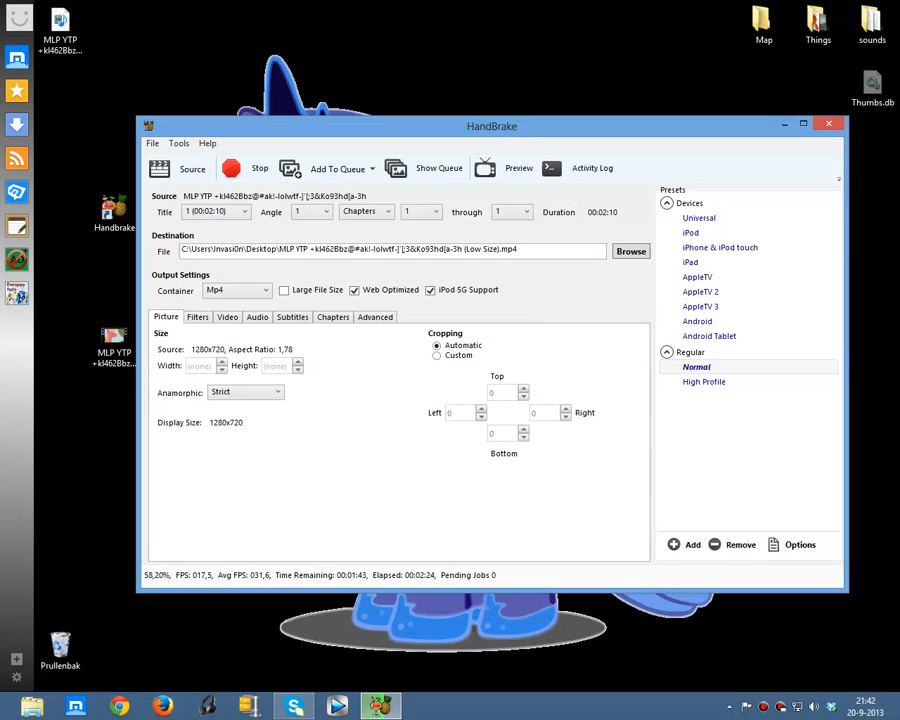 MLP YTP
+kl462Bbz...
Map
Things
sounds
Thumbs.db
HandBrake
File Tools Help
Source Stop Add To Queue Show Queue Preview Activity Log
Source MLP YTP +kl462Bbz@#ak!-lolwtf-]'[;3&Ko93hd[a-3h
Title 1 (00:02:10) Angle 1 Chapters 1 through 1 Duration 00:02:10
Destination
File C:\Users\Invasi0n\Desktop\MLP YTP +kl462Bbz@#ak!-lolwtf-]'[;3&Ko93hd[a-3h (Low Size).mp4 Browse
Output Settings
Container Mp4 Large File Size Web Optimized iPod 5G Support
Picture Filters Video Audio Subtitles Chapters Advanced
Size
Source: 1280x720, Aspect Ratio: 1,78
Width: (none) Height: (none)
Anamorphic: Strict
Display Size: 1280x720
Cropping
Automatic
Custom
Top
0
Left 0 0 Right
0
Bottom
Presets
Devices
Universal
iPod
iPhone & iPod touch
iPad
AppleTV
AppleTV 2
AppleTV 3
Android
Android Tablet
Regular
Normal
High Profile
Add Remove Options
58,20%, FPS: 017,5, Avg FPS: 031,6, Time Remaining: 00:01:43, Elapsed: 00:02:24, Pending Jobs 0
Handbrake
MLP YTP
+kl462Bbz...
Prullenbak
21:42
20-9-2013